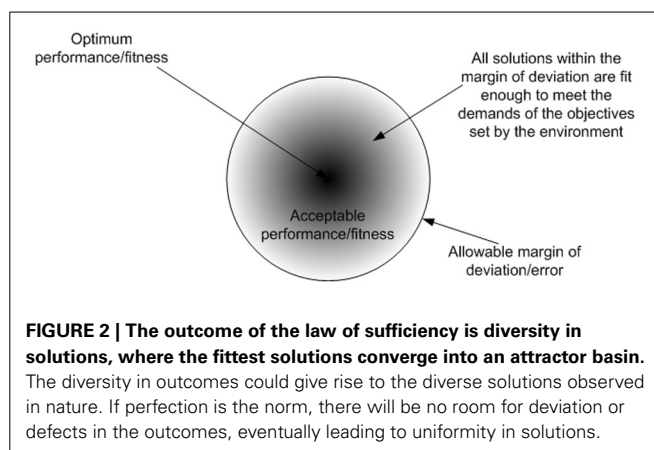 Optimum
performance/fitness
All solutions within the
margin of deviation are fit
enough to meet the
demands of the objectives
set by the environment
Acceptable
performance/fitness
Allowable margin of
deviation/error
FIGURE 2 | The outcome of the law of sufficiency is diversity in
solutions, where the fittest solutions converge into an attractor basin.
The diversity in outcomes could give rise to the diverse solutions observed
in nature. If perfection is the norm, there will be no room for deviation or
defects in the outcomes, eventually leading to uniformity in solutions.